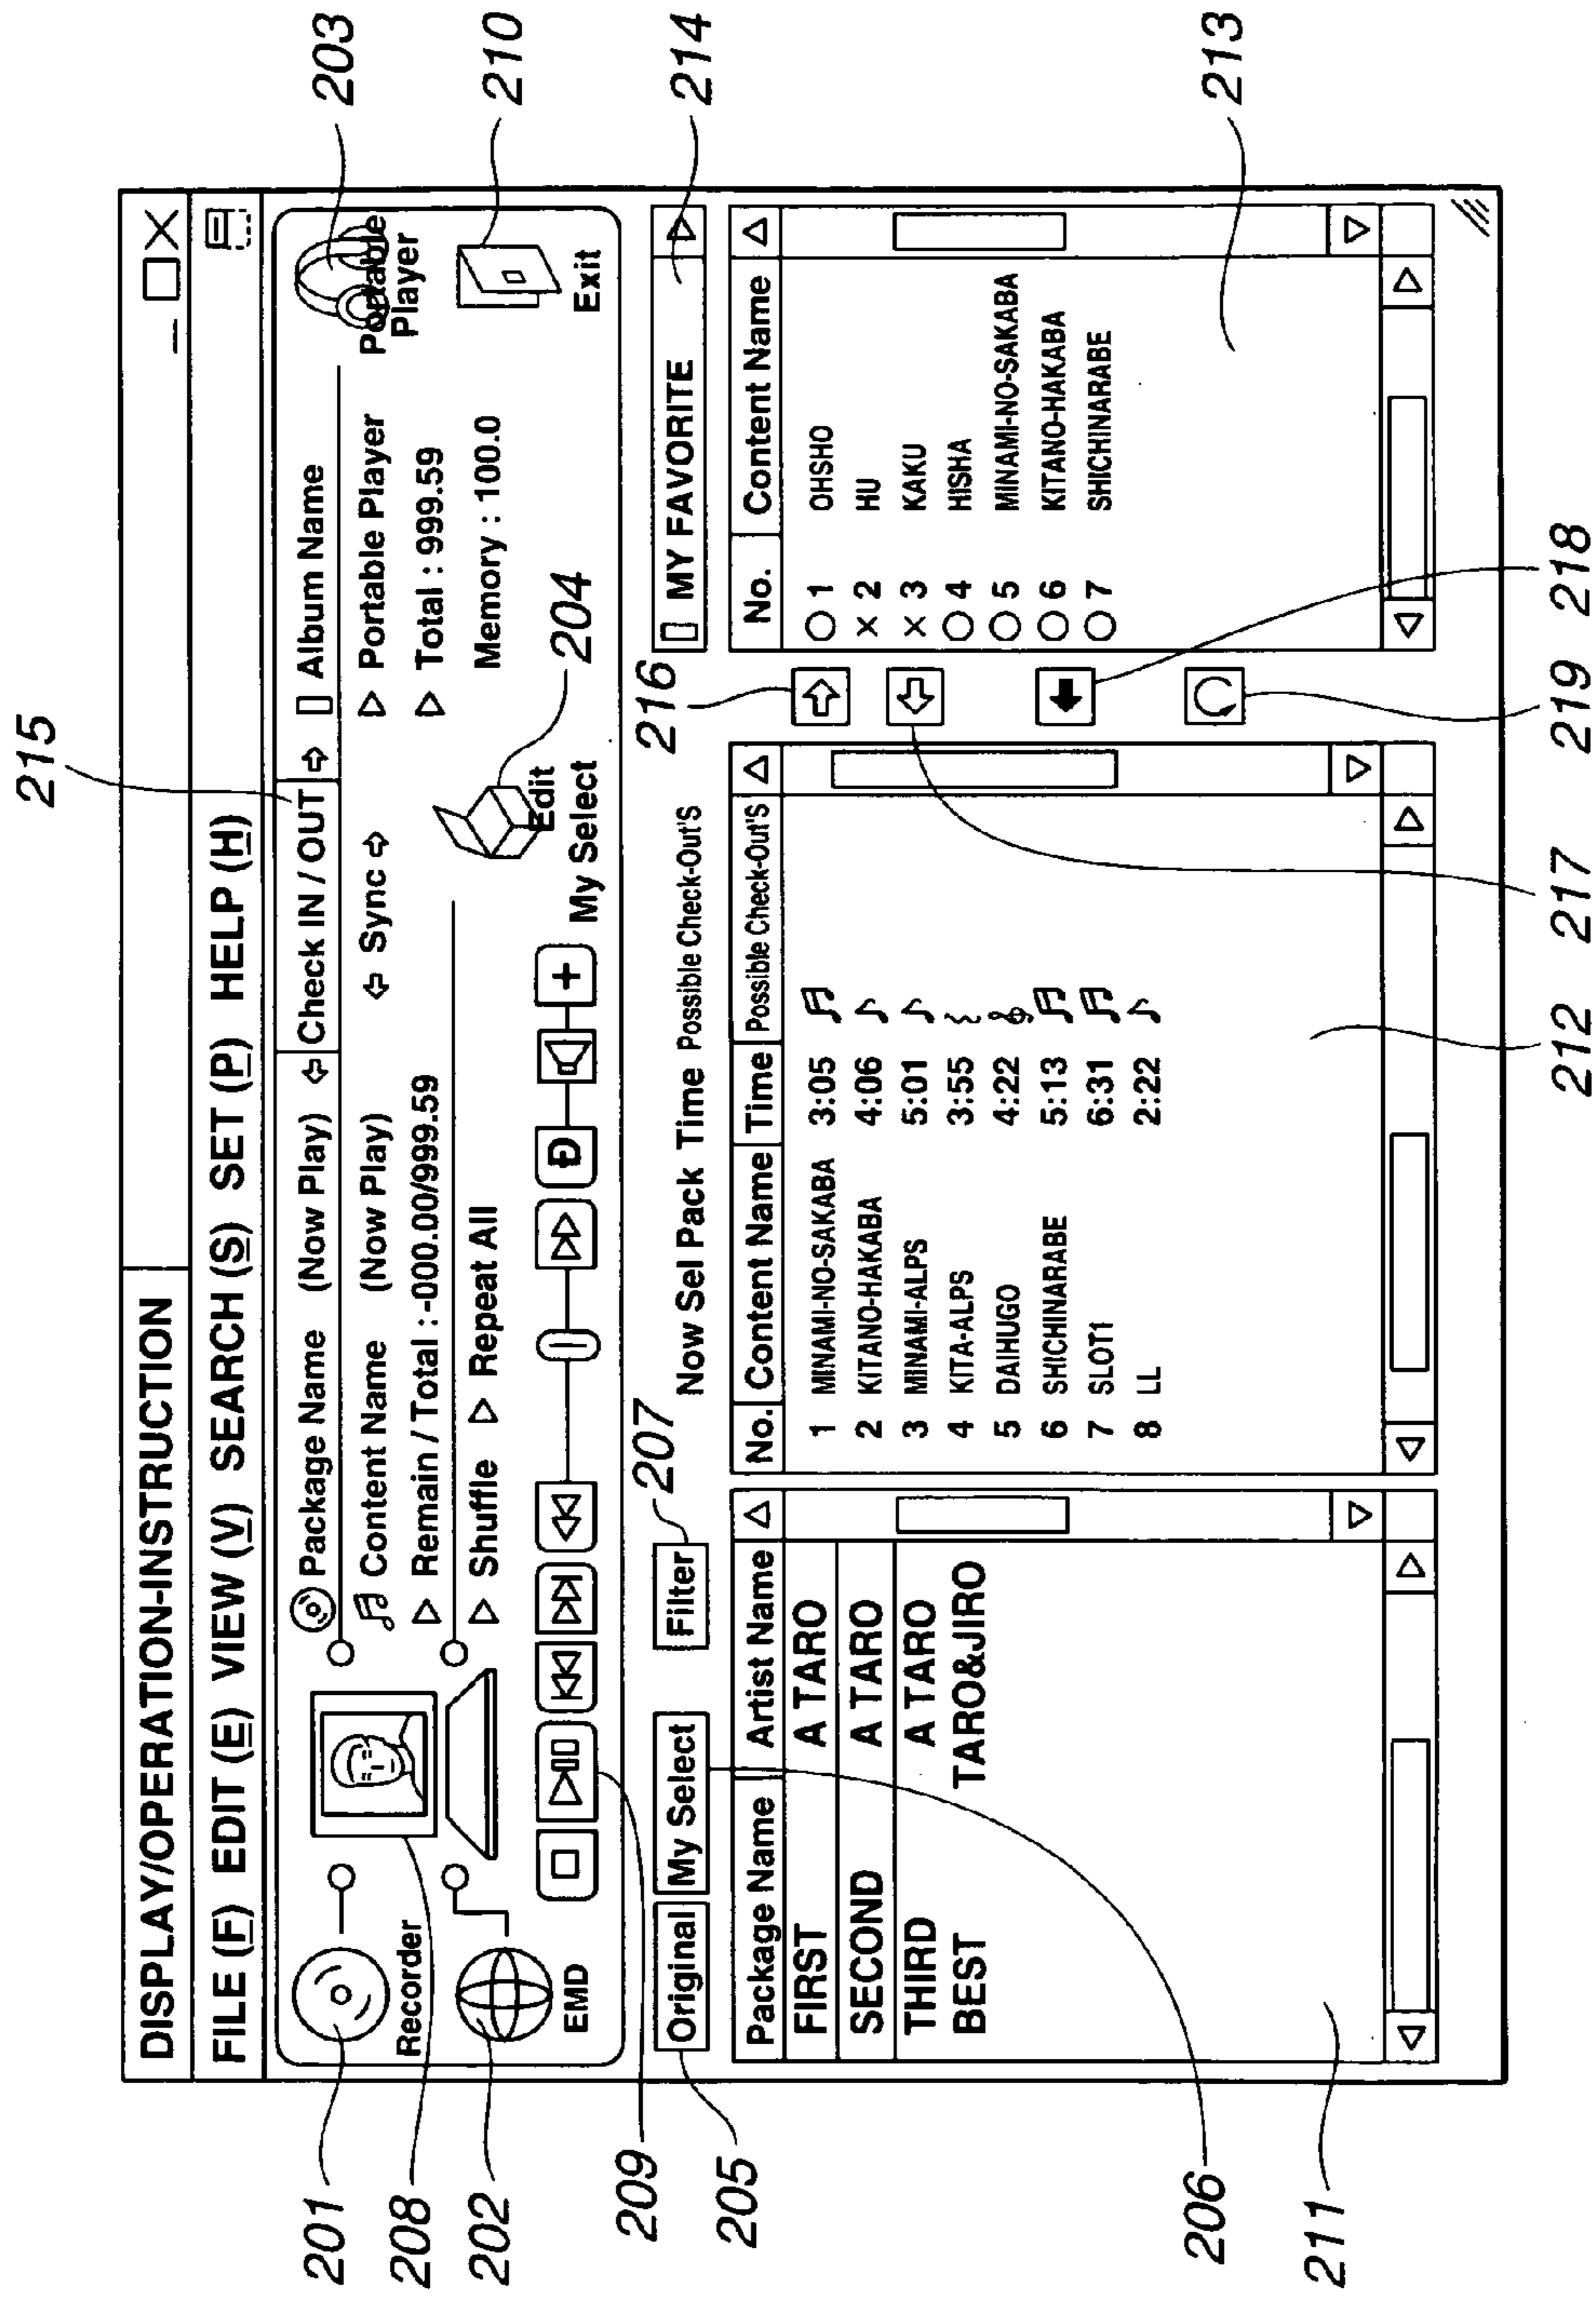 215
DISPLAY/OPERATION-INSTRUCTION
FILE (F) EDIT (E) VIEW (V) SEARCH (S) SET (P) HELP (H)
201
208
202
Recorder
EMD
Package Name (Now Play)
Check IN / OUT
Album Name
Content Name (Now Play)
Sync
Portable Player
Remain / Total : -000.00/999.59
Total : 999.59
Shuffle
Repeat All
Memory : 100.0
Portable
Player
203
Edit
My Select
204
Exit
210
209
205
Original
My Select
Filter
207
Now Sel Pack Time Possible Check-Out'S
216
MY FAVORITE
214
Package Name Artist Name
FIRST A TARO
SECOND A TARO
THIRD A TARO
BEST TARO&JIRO
No. Content Name Time Possible Check-Out'S
1 MINAMI-NO-SAKABA 3:05
2 KITANO-HAKABA 4:06
3 MINAMI-ALPS 5:01
4 KITA-ALPS 3:55
5 DAIHUGO 4:22
6 SHICHINARABE 5:13
7 SLOT1 6:31
8 LL 2:22
No. Content Name
○ 1 OHSHO
× 2 HU
× 3 KAKU
○ 4 HISHA
○ 5 MINAMI-NO-SAKABA
○ 6 KITANO-HAKABA
○ 7 SHICHINARABE
213
206
211
212
217
219
218